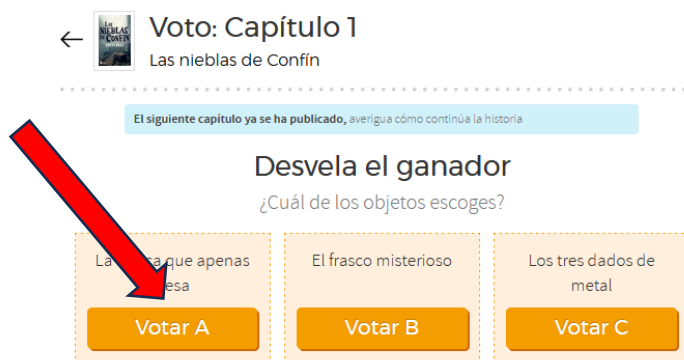 Voto: Capítulo 1
Las nieblas de Confín
El siguiente capítulo ya se ha publicado, averigua cómo continúa la historia
Desvela el ganador
¿Cuál de los objetos escoges?
La que apenas
El frasco misterioso
Los tres dados de
metal
Votar A
Votar B
Votar C